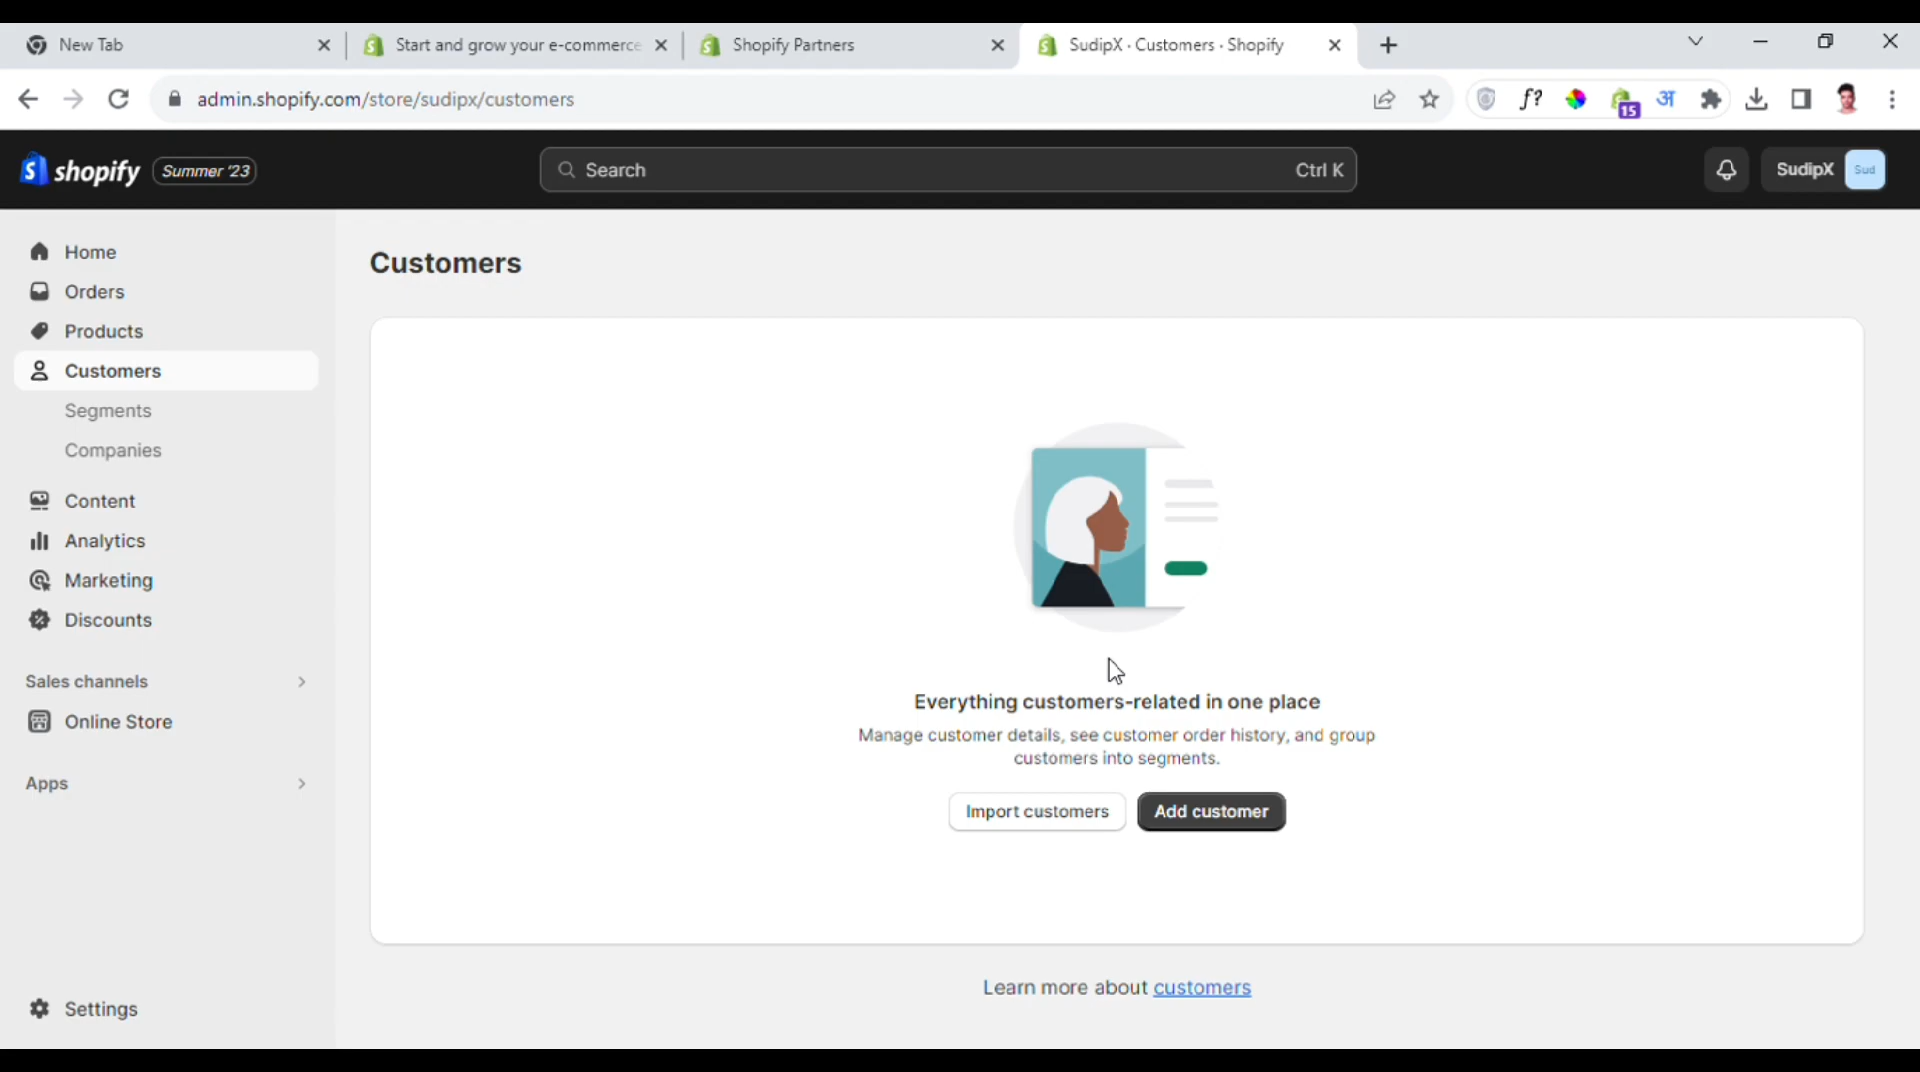 New Tab
Start and grow your e-commerce
Shopify Partners
SudipX · Customers · Shopify
admin.shopify.com/store/sudipx/customers
f?
15
अ
shopify
Summer '23
Search
Ctrl K
SudipX
Sud
Home
Orders
Products
Customers
Segments
Companies
Content
Analytics
Marketing
Discounts
Sales channels
Online Store
Apps
Settings
Customers
Everything customers-related in one place
Manage customer details, see customer order history, and group
customers into segments.
Import customers
Add customer
Learn more about customers